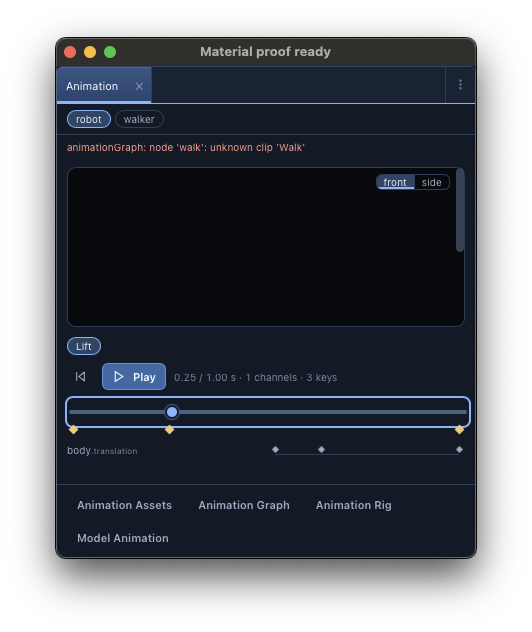 Material proof ready
Animation
robot walker
animationGraph: node 'walk': unknown clip 'Walk'
front side
Lift
Play 0.25 / 1.00 s · 1 channels · 3 keys
body.translation
Animation Assets Animation Graph Animation Rig
Model Animation